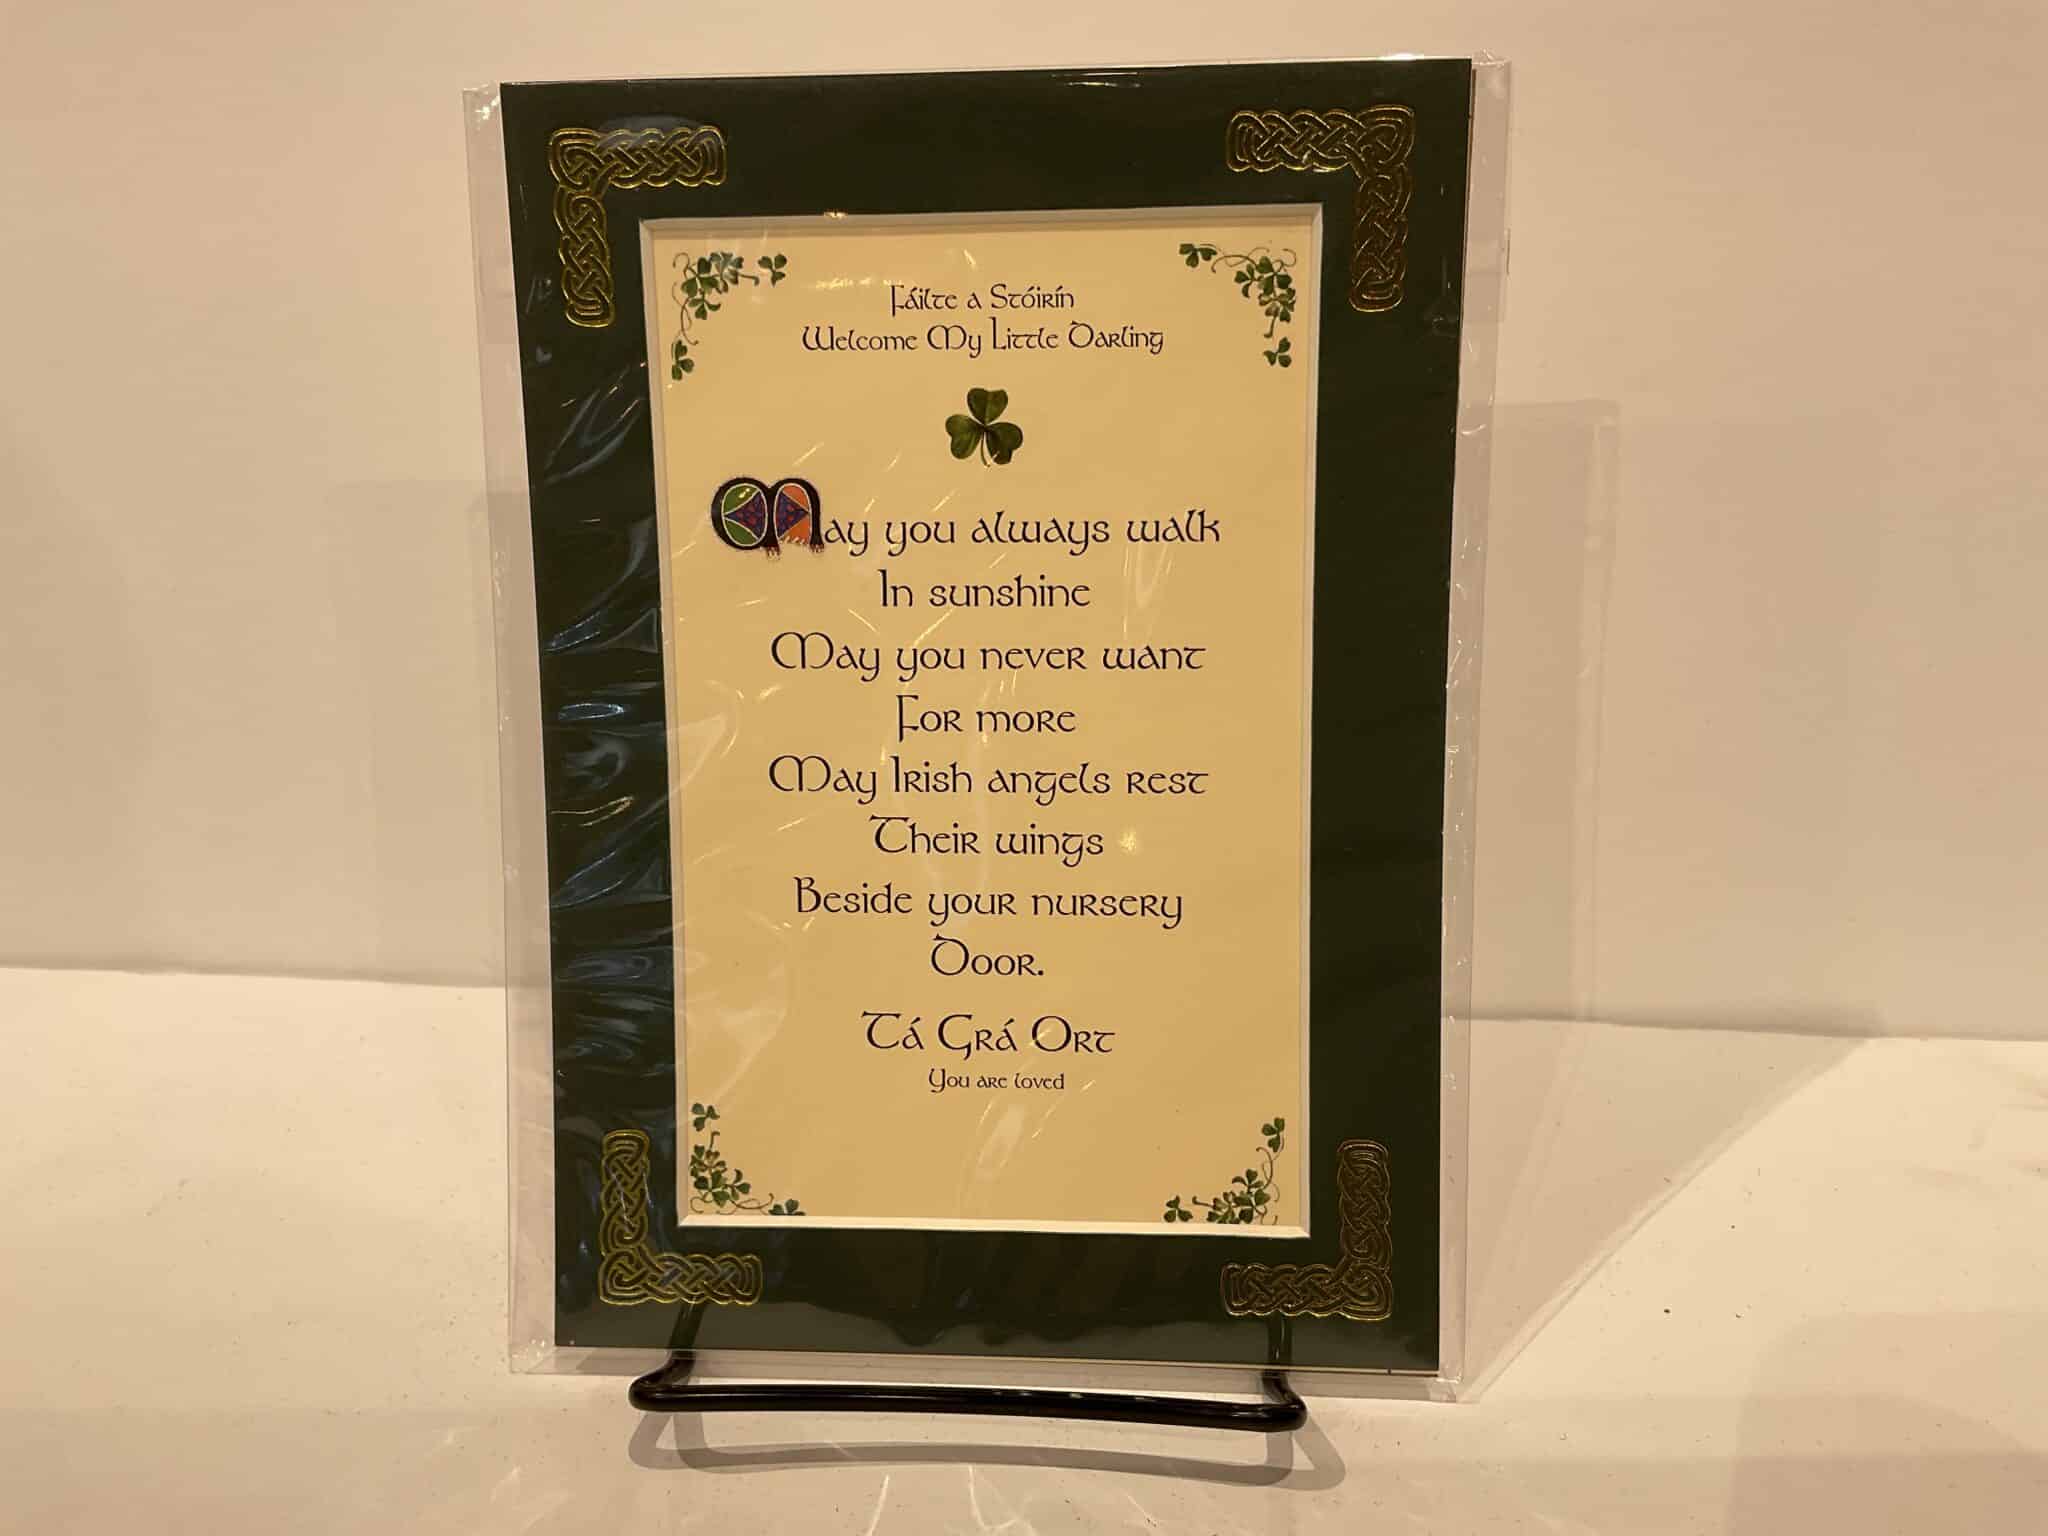 Fáilte a Stóirín
Welcome My Little Darling
May you always walk
In sunshine
May you never want
For more
May Irish angels rest
Their wings
Beside your nursery
Door.
Tá Grá Ort
You are loved